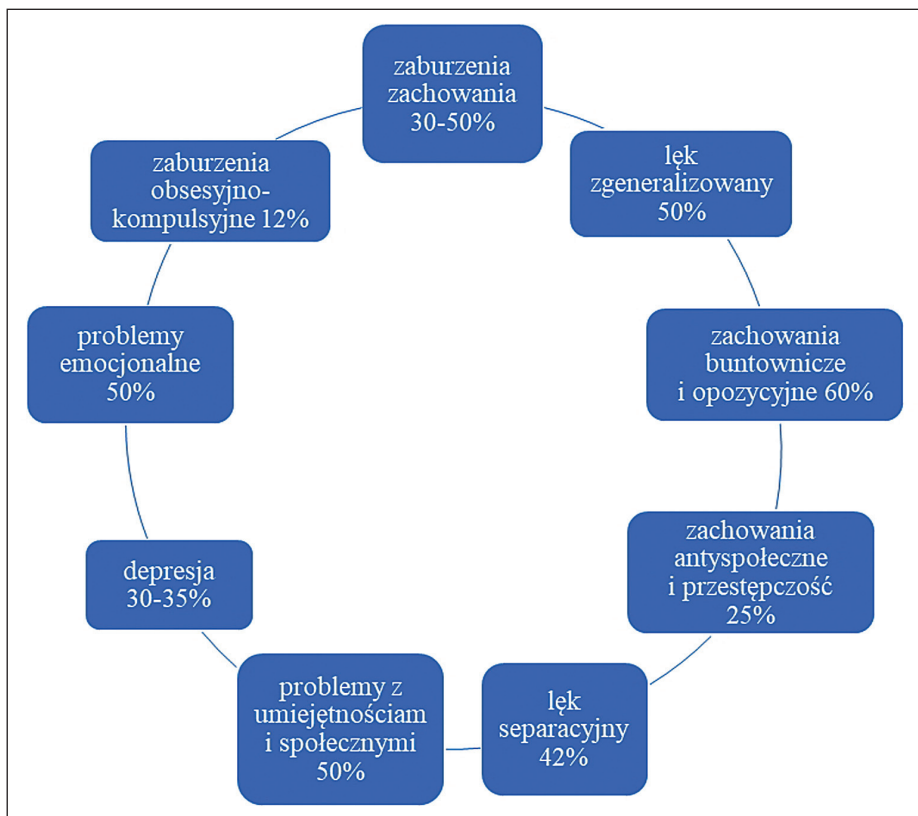 zaburzenia
zachowania
30-50%
lęk
zgeneralizowany
50%
zachowania
buntownicze
i opozycyjne 60%
zachowania
antyspołeczne
i przestępczość
25%
lęk
separacyjny
42%
problemy z
umiejętnościam
i społecznymi
50%
depresja
30-35%
problemy
emocjonalne
50%
zaburzenia
obsesyjno-
kompulsyjne 12%